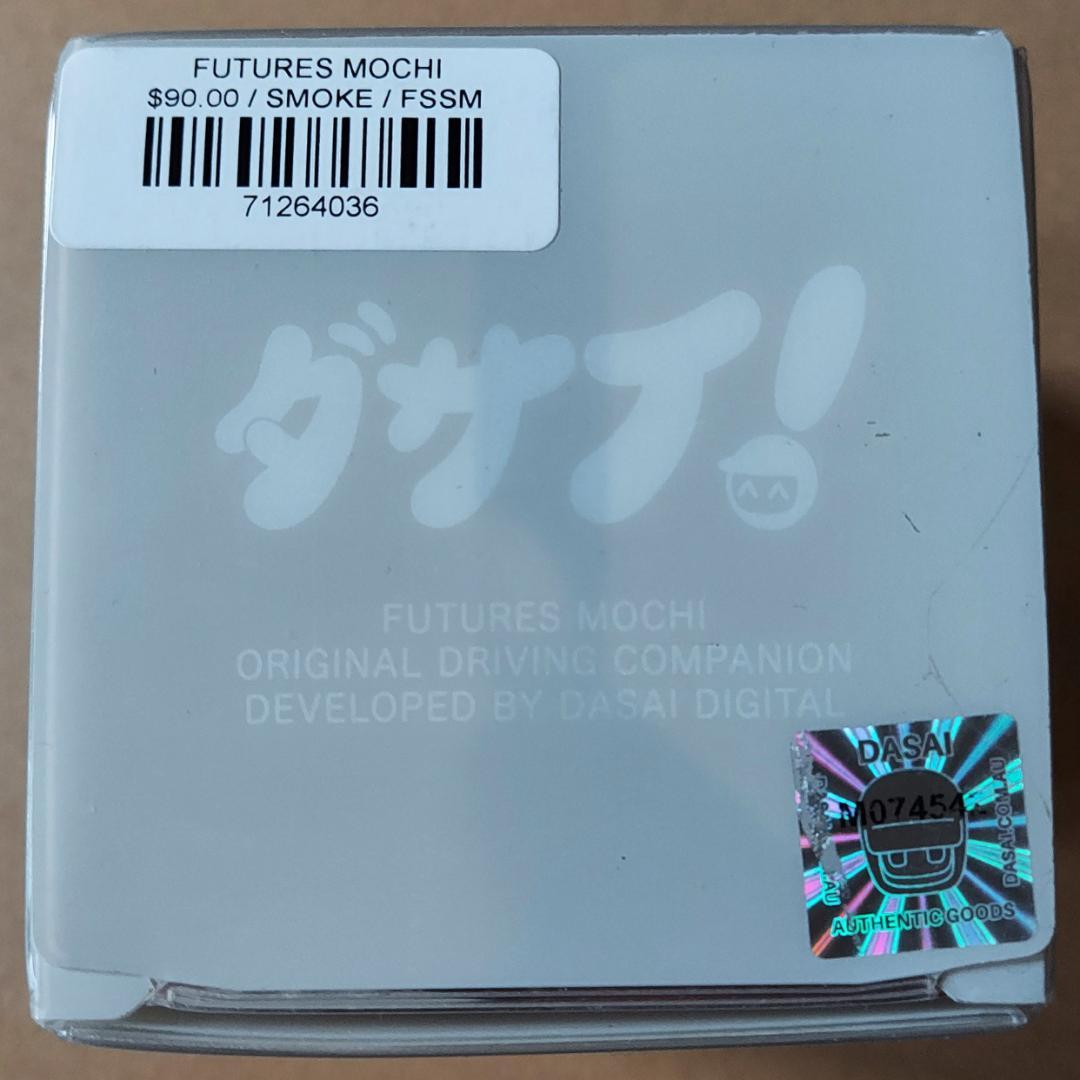 FUTURES MOCHI
$90.00 / SMOKE / FSSM
71264036
ダサイ!
FUTURES MOCHI
ORIGINAL DRIVING COMPANION
DEVELOPED BY DASAI DIGITAL
DASAI
DASAI.COM.AU
AUTHENTIC GOODS